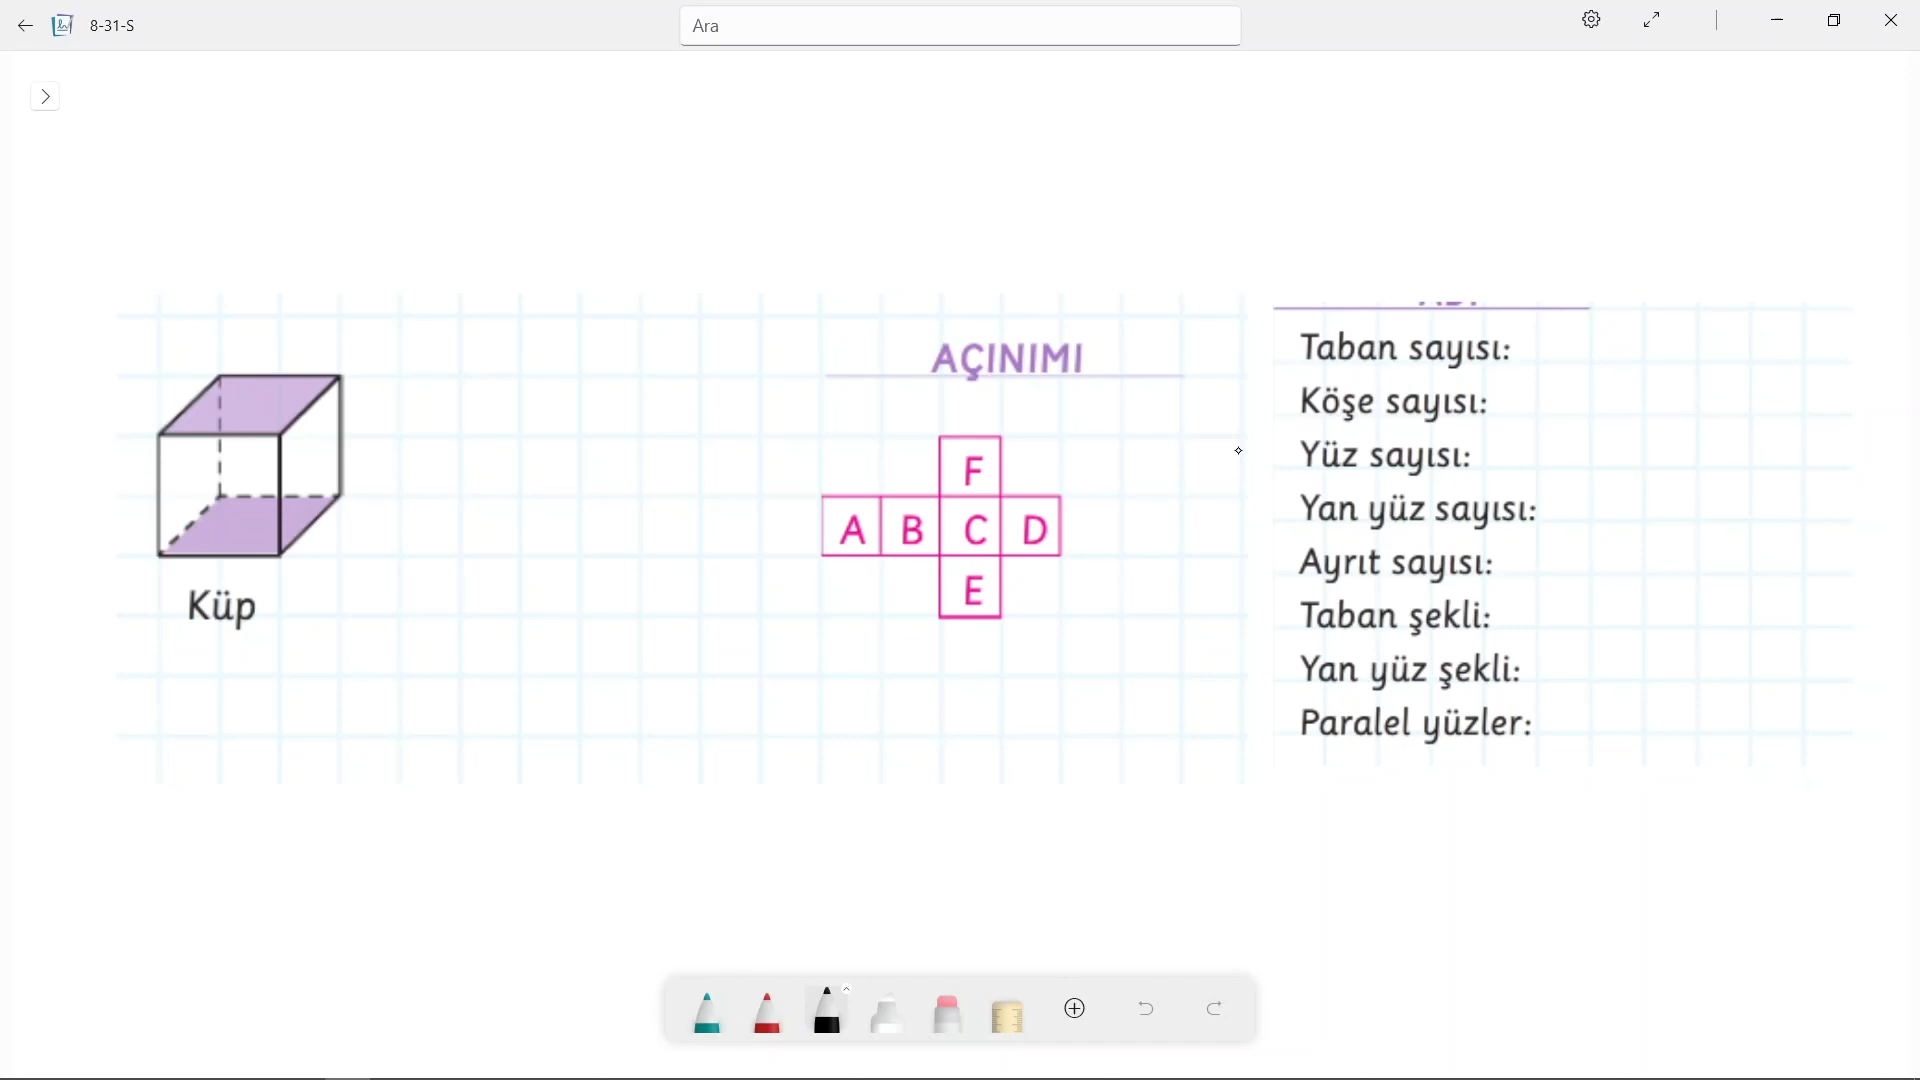 8-31-S
Ara
AÇINIMI
F
A B C D
E
Küp
Taban sayısı:
Köşe sayısı:
Yüz sayısı:
Yan yüz sayısı:
Ayrıt sayısı:
Taban şekli:
Yan yüz şekli:
Paralel yüzler: